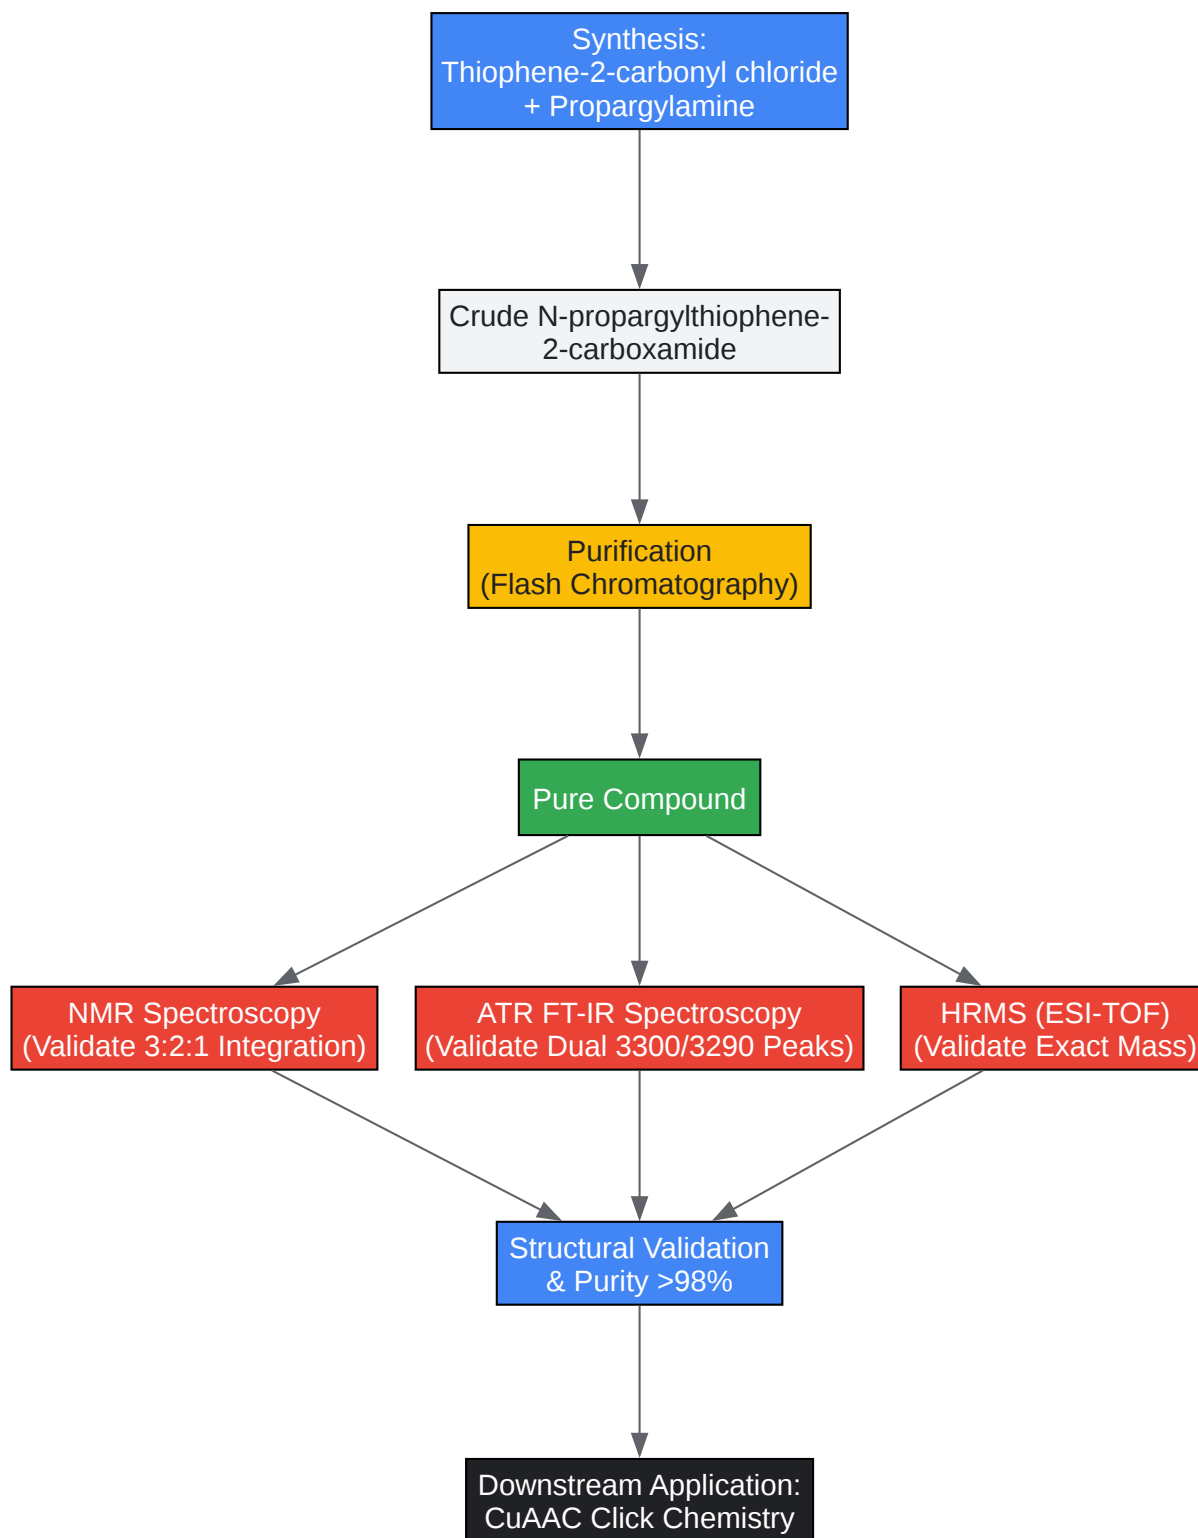 Synthesis:
Thiophene-2-carbonyl chloride
+ Propargylamine
Crude N-propargylthiophene-
2-carboxamide
Purification
(Flash Chromatography)
Pure Compound
NMR Spectroscopy
(Validate 3:2:1 Integration)
ATR FT-IR Spectroscopy
(Validate Dual 3300/3290 Peaks)
HRMS (ESI-TOF)
(Validate Exact Mass)
Structural Validation
& Purity >98%
Downstream Application:
CuAAC Click Chemistry